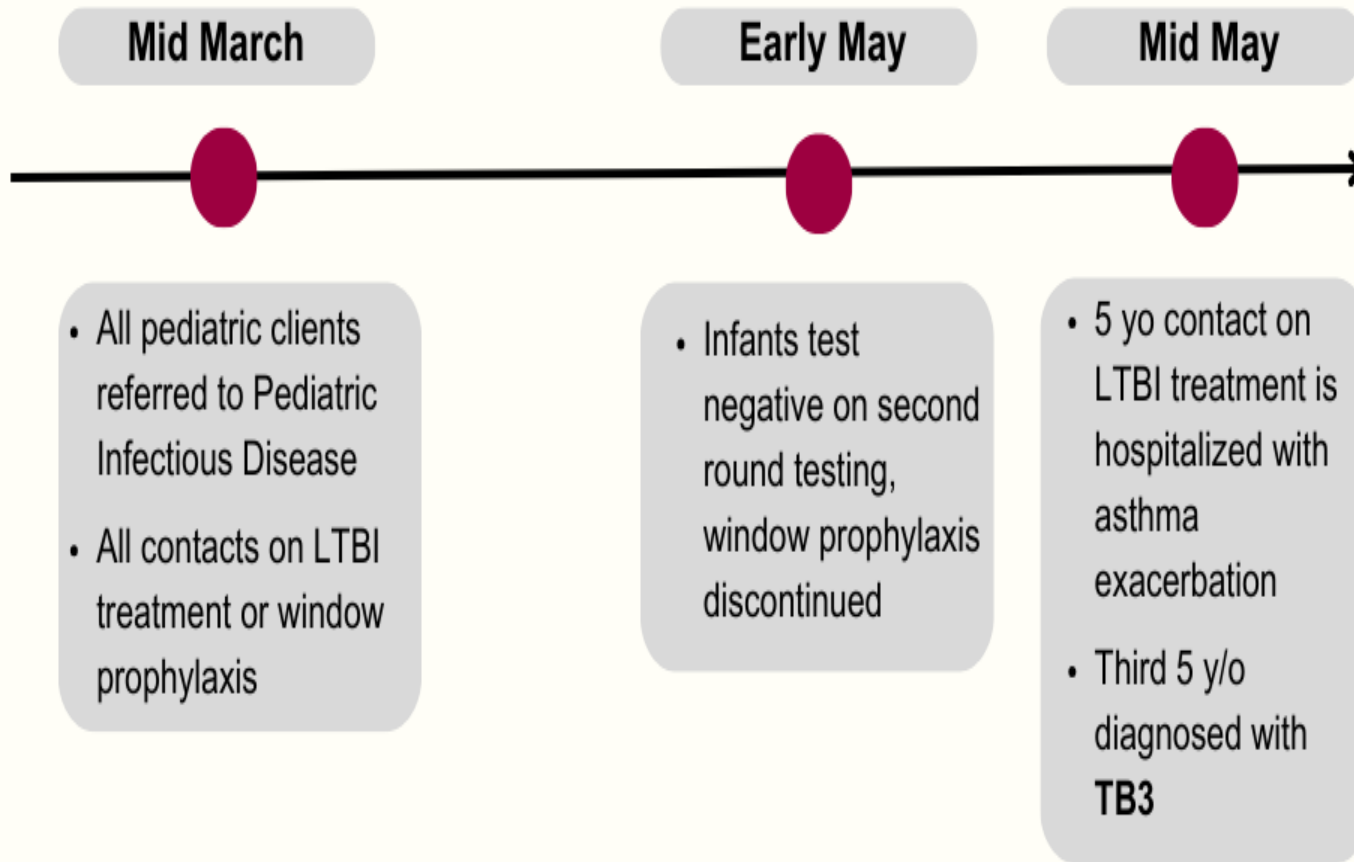 Mid March
Early May
Mid May
• All pediatric clients
referred to Pediatric
Infectious Disease
• All contacts on LTBI
treatment or window
prophylaxis
• Infants test
negative on second
round testing,
window prophylaxis
discontinued
• 5 yo contact on
LTBI treatment is
hospitalized with
asthma
exacerbation
• Third 5 y/o
diagnosed with
TB3